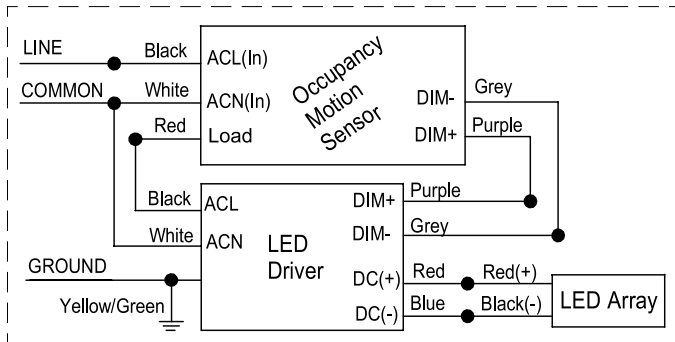 LINE
Black
ACL(In)
COMMON
White
ACN(In)
Red
Load
Occupancy
Motion
Sensor
DIM-
Grey
DIM+
Purple
Black
ACL
White
ACN
LED
Driver
DIM+
Purple
DIM-
Grey
GROUND
Yellow/Green
DC(+)
Red
Red(+)
DC(-)
Blue
Black(-)
LED Array